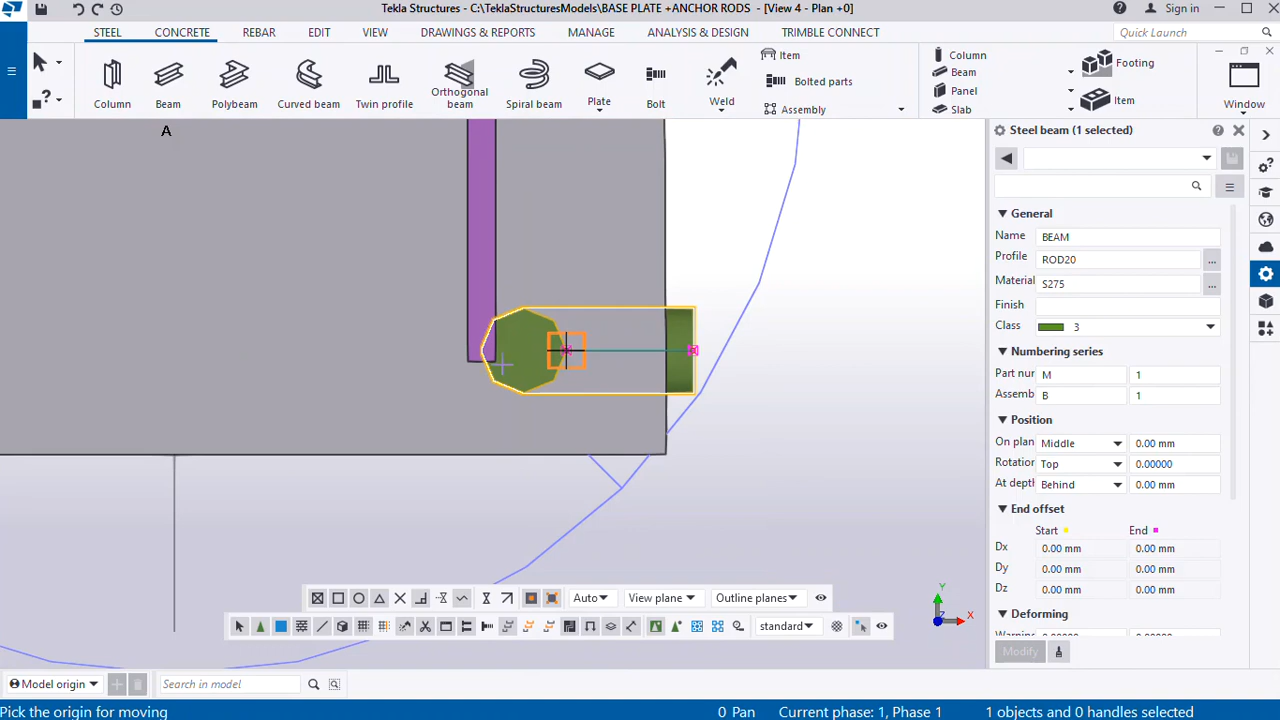 Tekla Structures - C:\TeklaStructuresModels\BASE PLATE +ANCHOR RODS - [View 4 - Plan +0]
Sign in
STEEL CONCRETE REBAR EDIT VIEW DRAWINGS & REPORTS MANAGE ANALYSIS & DESIGN TRIMBLE CONNECT
Quick Launch
Column
Beam
Polybeam
Curved beam
Twin profile
Orthogonal
beam
Spiral beam
Plate
Bolt
Weld
Item
Bolted parts
Assembly
Column
Beam
Panel
Slab
Footing
Item
Window
A
Steel beam (1 selected)
General
Name BEAM
Profile ROD20 ...
Material S275 ...
Finish
Class 3
Numbering series
Part nur M 1
Assemb B 1
Position
On plan Middle 0.00 mm
Rotatio Top 0.00000
At depth Behind 0.00 mm
End offset
Start End
Dx 0.00 mm 0.00 mm
Dy 0.00 mm 0.00 mm
Dz 0.00 mm 0.00 mm
Deforming
Modify
Y
X
Z
Auto View plane Outline planes
standard
Model origin
Search in model
Pick the origin for moving
0 Pan
Current phase: 1, Phase 1
1 objects and 0 handles selected